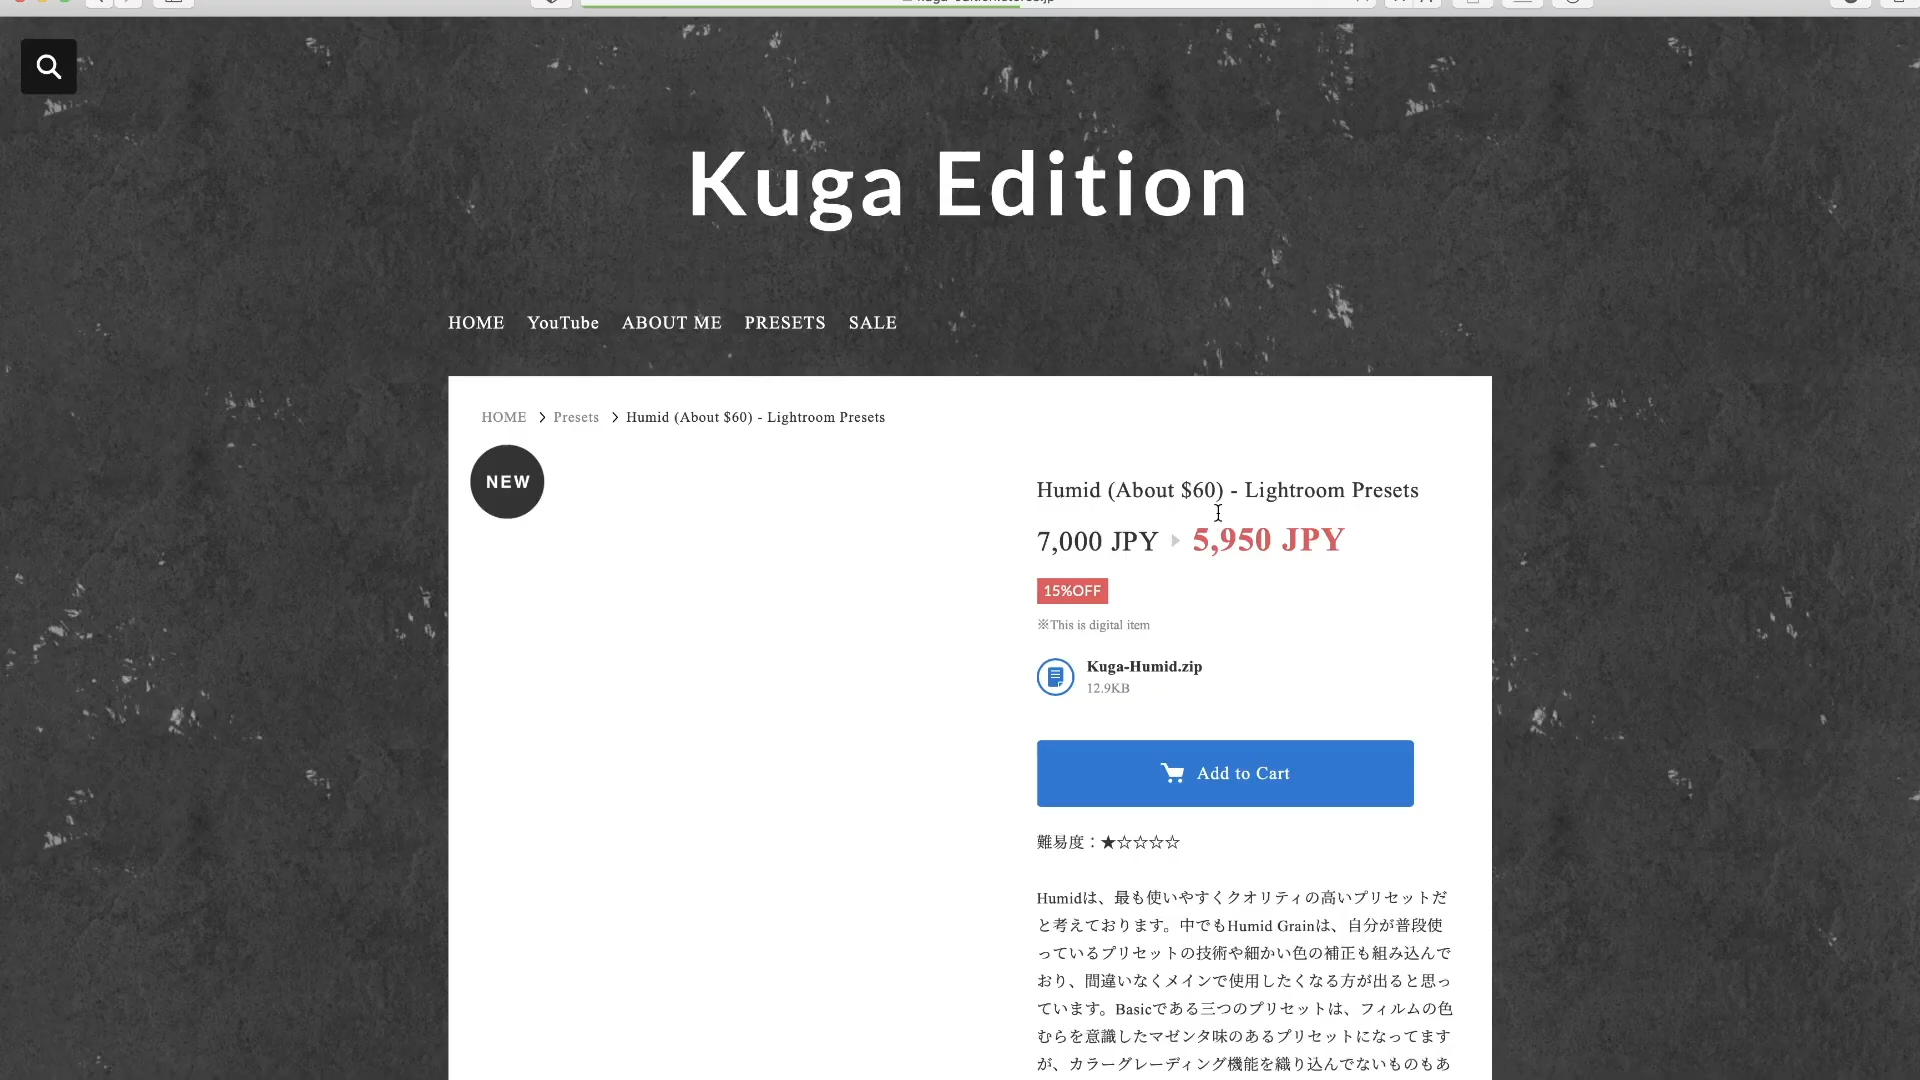 Kuga Edition
HOME YouTube ABOUT ME PRESETS SALE
HOME > Presets > Humid (About $60) - Lightroom Presets
NEW
Humid (About $60) - Lightroom Presets
7,000 JPY 5,950 JPY
15%OFF
※This is digital item
Kuga-Humid.zip
12.9KB
Add to Cart
難易度：★☆☆☆☆
Humidは、最も使いやすくクオリティの高いプリセットだ
と考えております。中でもHumid Grainは、自分が普段使
っているプリセットの技術や細かい色の補正も組み込んで
おり、間違いなくメインで使用したくなる方が出ると思っ
ています。Basicである三つのプリセットは、フィルムの色
むらを意識したマゼンタ味のあるプリセットになってます
が、カラーグレーディング機能を織り込んでないものもあ